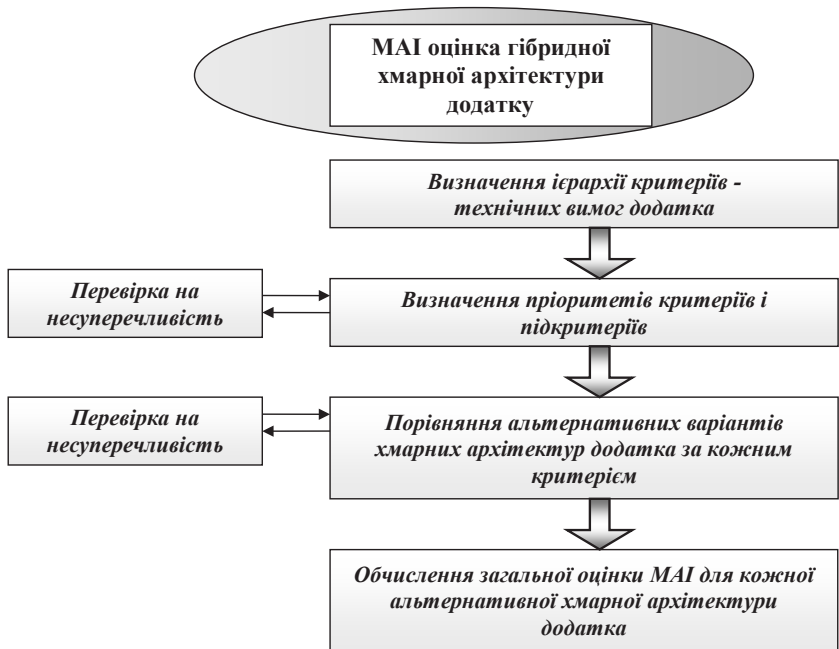 МАІ оцінка гібридної
хмарної архітектури
додатку
Визначення ієрархії критеріїв -
технічних вимог додатка
Перевірка на
несуперечливість
Визначення пріоритетів критеріїв і
підкритеріїв
Перевірка на
несуперечливість
Порівняння альтернативних варіантів
хмарних архітектур додатка за кожним
критерієм
Обчислення загальної оцінки МАІ для кожної
альтернативної хмарної архітектури
додатка